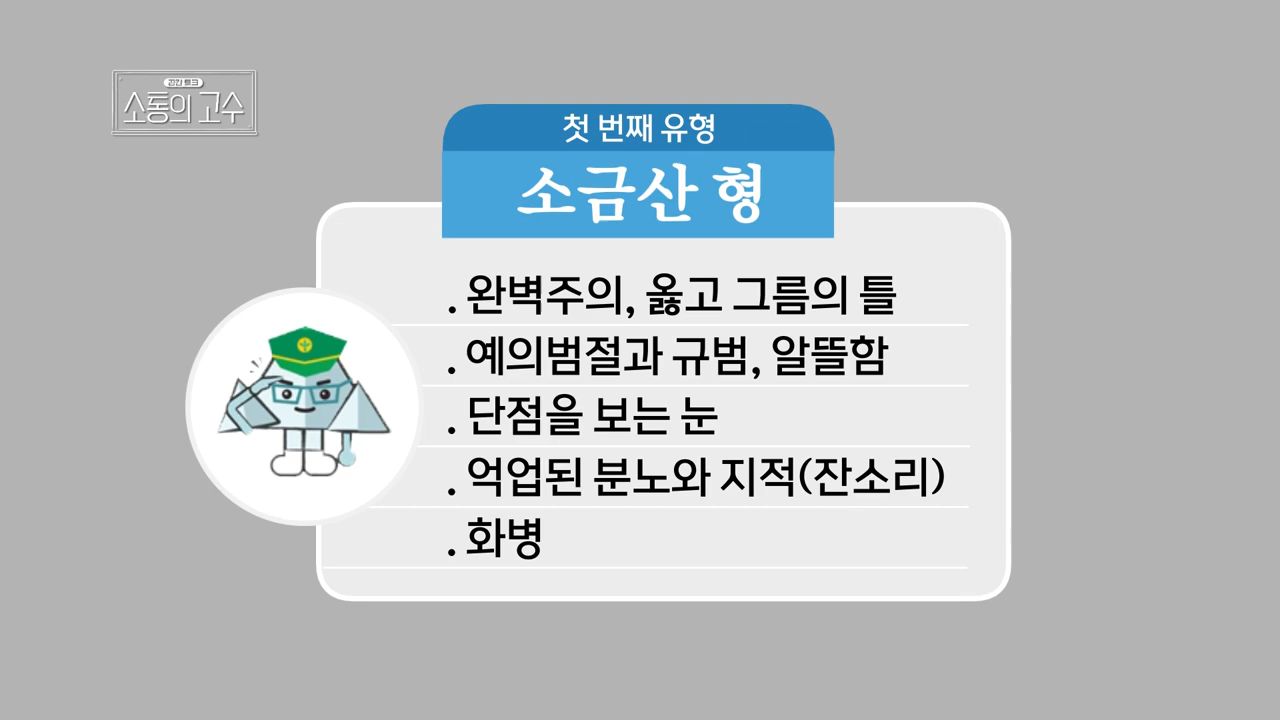 소통의 고수
첫 번째 유형
소금산 형
. 완벽주의, 옳고 그름의 틀
. 예의범절과 규범, 알뜰함
. 단점을 보는 눈
. 억업된 분노와 지적(잔소리)
. 화병